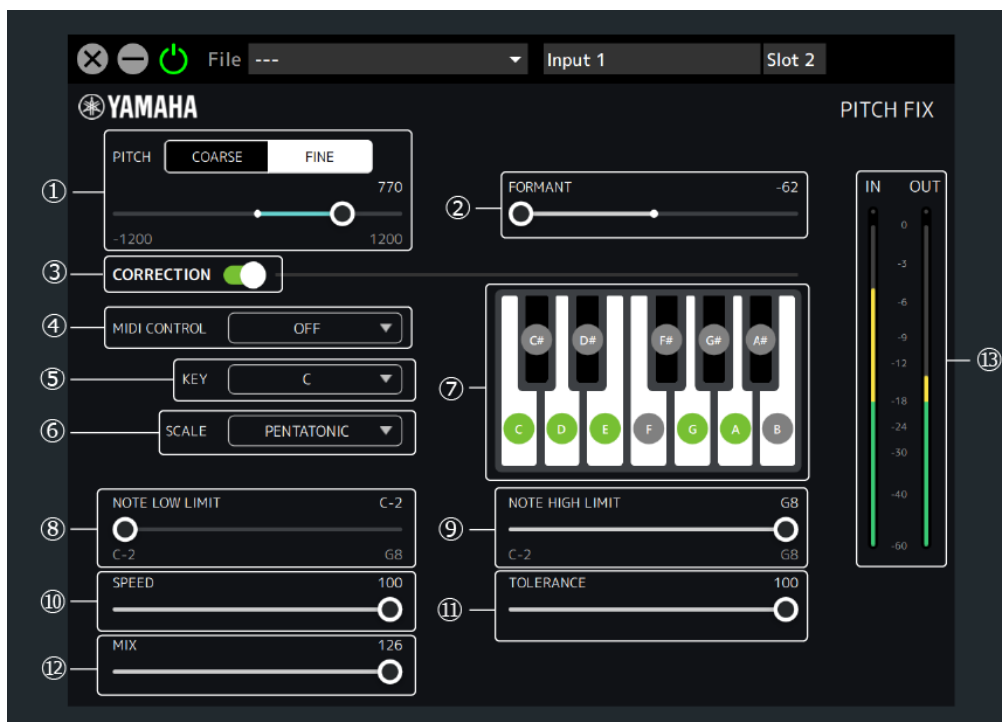 File --- Input 1 Slot 2
YAMAHA PITCH FIX
PITCH COARSE FINE
770
-1200 1200
①
FORMANT -62
②
③ CORRECTION
④ MIDI CONTROL OFF
⑤ KEY C
⑥ SCALE PENTATONIC
⑦
C# D# F# G# A#
C D E F G A B
IN OUT
0
-3
-6
-9
-12
-18
-24
-30
-40
-60
⑬
⑧ NOTE LOW LIMIT C-2
C-2 G8
⑨ NOTE HIGH LIMIT G8
C-2 G8
⑩ SPEED 100
⑪ TOLERANCE 100
⑫ MIX 126